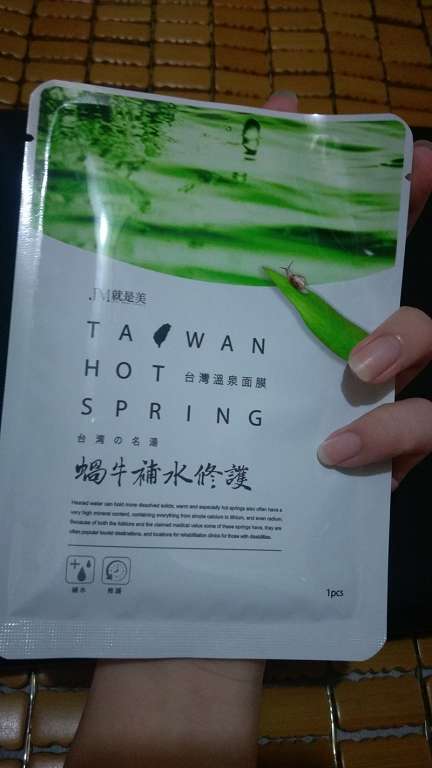 JM就是美
TAIWAN
HOT 台灣溫泉面膜
SPRING
台灣の名湯
蝸牛補水修護
Heated water can hold more dissolved solids, warm and especially hot springs also often have a
very high mineral content, containing everything from simple calcium to lithium, and even radium.
Because of both the folklore and the claimed medical value some of these springs have, they are
often popular tourist destinations, and locations for rehabilitation clinics for those with disabilities.
補水 修護
1pcs